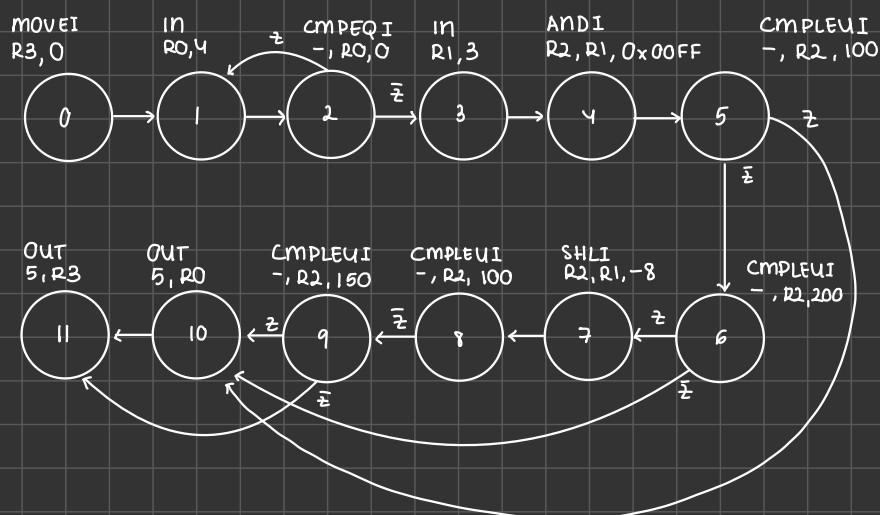 MOVEI
R3, 0
IN
R0, 4
CMPEQI
-, R0, 0
IN
R1, 3
ANDI
R2, R1, 0x00FF
CMPLEUI
-, R2, 100
z
z̄
0
1
2
3
4
5
z
z̄
OUT
5, R3
OUT
5, R0
CMPLEUI
-, R2, 150
CMPLEUI
-, R2, 100
SHLI
R2, R1, -8
CMPLEUI
-, R2, 200
z
z̄
z
11
10
9
8
7
6
z̄
z̄